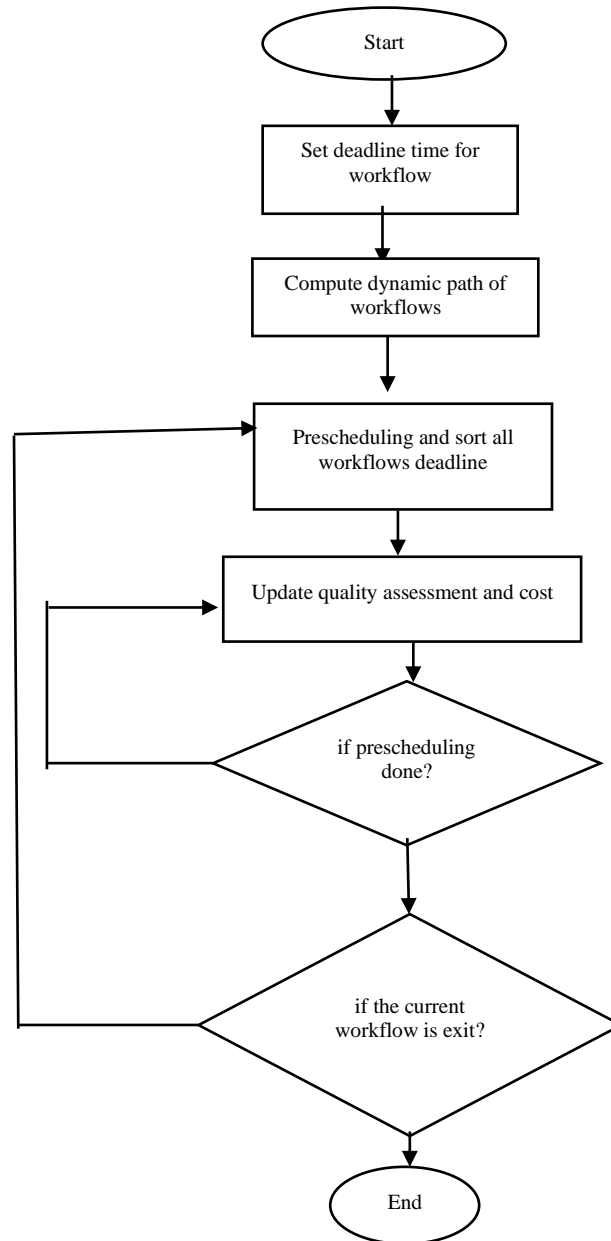 Start
Set deadline time for
workflow
Compute dynamic path of
workflows
Prescheduling and sort all
workflows deadline
Update quality assessment and cost
if prescheduling
done?
if the current
workflow is exit?
End